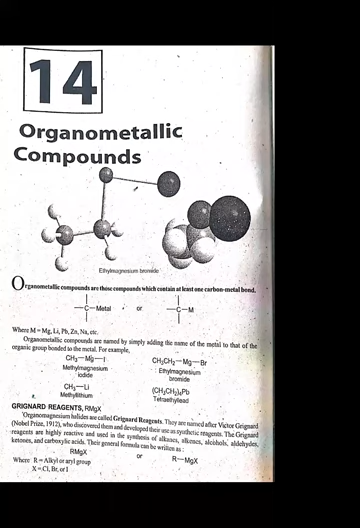 14
Organometallic
Compounds
Ethylmagnesium bromide
Organometallic compounds are those compounds which contain at least one carbon-metal bond.
—C—Metal or —C—M
Where M = Mg, Li, Pb, Zn, Na, etc.
Organometallic compounds are named by simply adding the name of the metal to that of the
organic group bonded to the metal. For example,
CH₃—Mg—I CH₃CH₂—Mg—Br
Methylmagnesium Ethylmagnesium
iodide bromide
CH₃—Li (CH₃CH₂)₄Pb
Methyllithium Tetraethyllead
GRIGNARD REAGENTS, RMgX
Organomagnesium halides are called Grignard Reagents. They are named after Victor Grignard
(Nobel Prize, 1912), who discovered them and developed their use as synthetic reagents. The Grignard
reagents are highly reactive and used in the synthesis of alkanes, alkenes, alcohols, aldehydes,
ketones, and carboxylic acids. Their general formula can be written as :
RMgX or R—MgX
Where R = Alkyl or aryl group
X = Cl, Br, or I